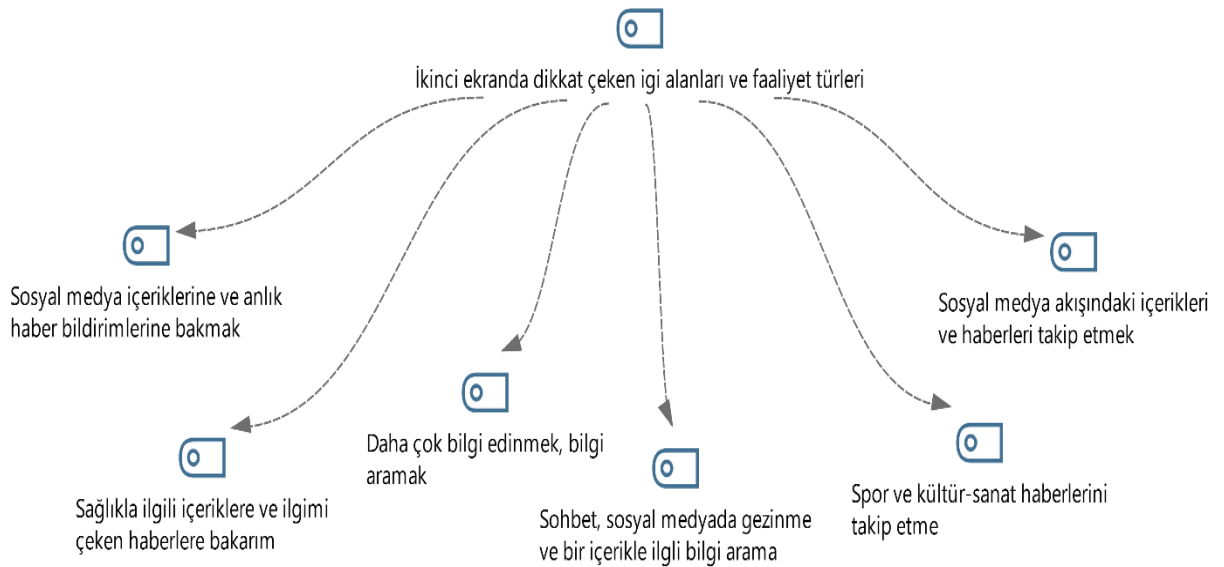 İkinci ekranda dikkat çeken igi alanları ve faaliyet türleri
Sosyal medya içeriklerine ve anlık
haber bildirimlerine bakmak
Sosyal medya akışındaki içerikleri
ve haberleri takip etmek
Daha çok bilgi edinmek, bilgi
aramak
Sağlıkla ilgili içeriklere ve ilgimi
çeken haberlere bakarım
Sohbet, sosyal medyada gezinme
ve bir içerikle ilgli bilgi arama
Spor ve kültür-sanat haberlerini
takip etme